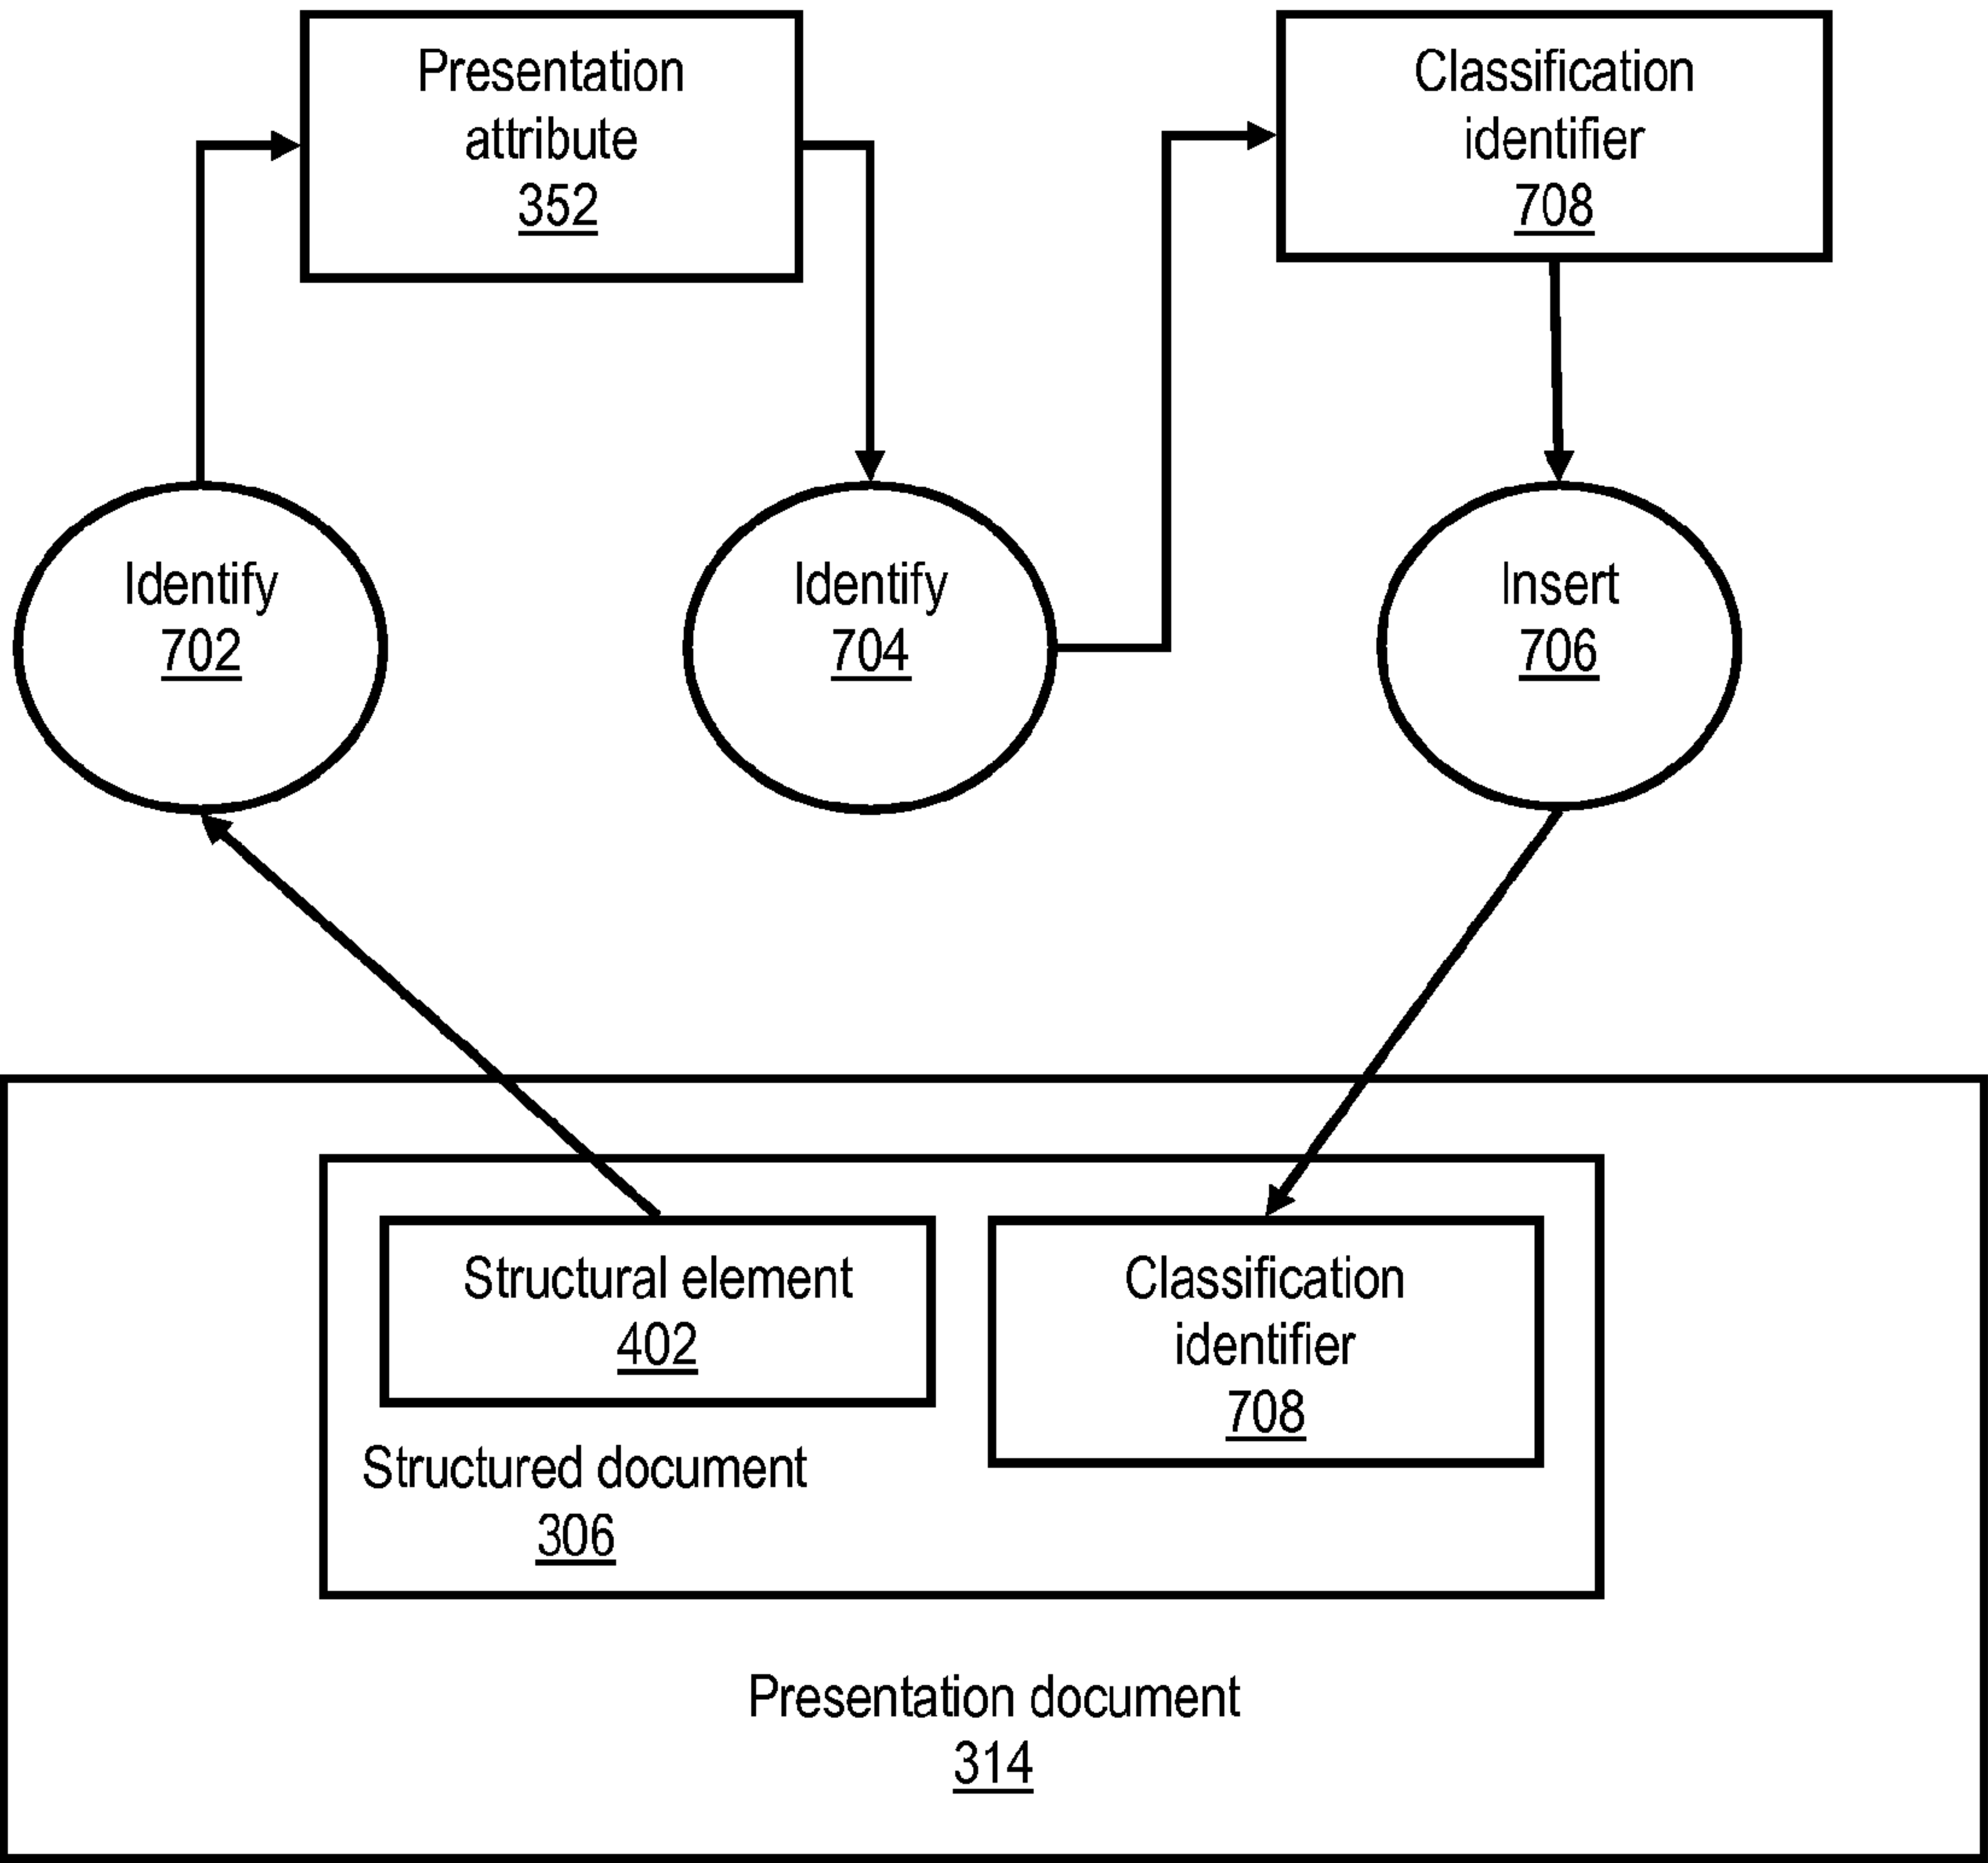 Presentation
attribute
352
Classification
identifier
708
Identify
702
Identify
704
Insert
706
Structural element
402
Classification
identifier
708
Structured document
306
Presentation document
314